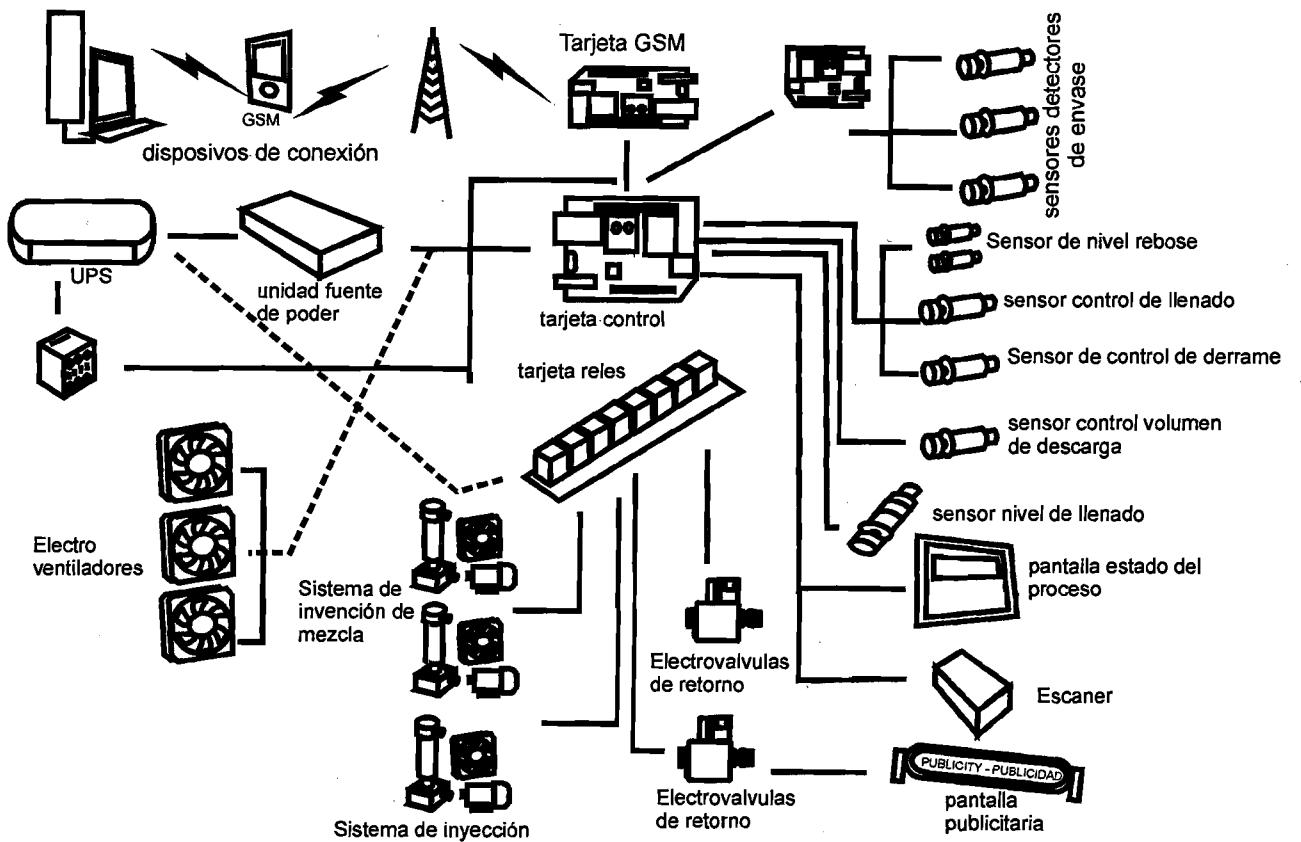 Tarjeta GSM
GSM
disposivos de conexión
sensores detectores
de envase
UPS
unidad fuente
de poder
tarjeta control
Sensor de nivel rebose
sensor control de llenado
Sensor de control de derrame
tarjeta reles
sensor control volumen
de descarga
sensor nivel de llenado
Electro
ventiladores
Sistema de
invención de
mezcla
pantailla estado del
proceso
Electrovalvulas
de retorno
Escaner
PUBLICITY - PUBLICIDAD
Electrovalvulas
de retorno
pantalla
publicitaria
Sistema de inyección